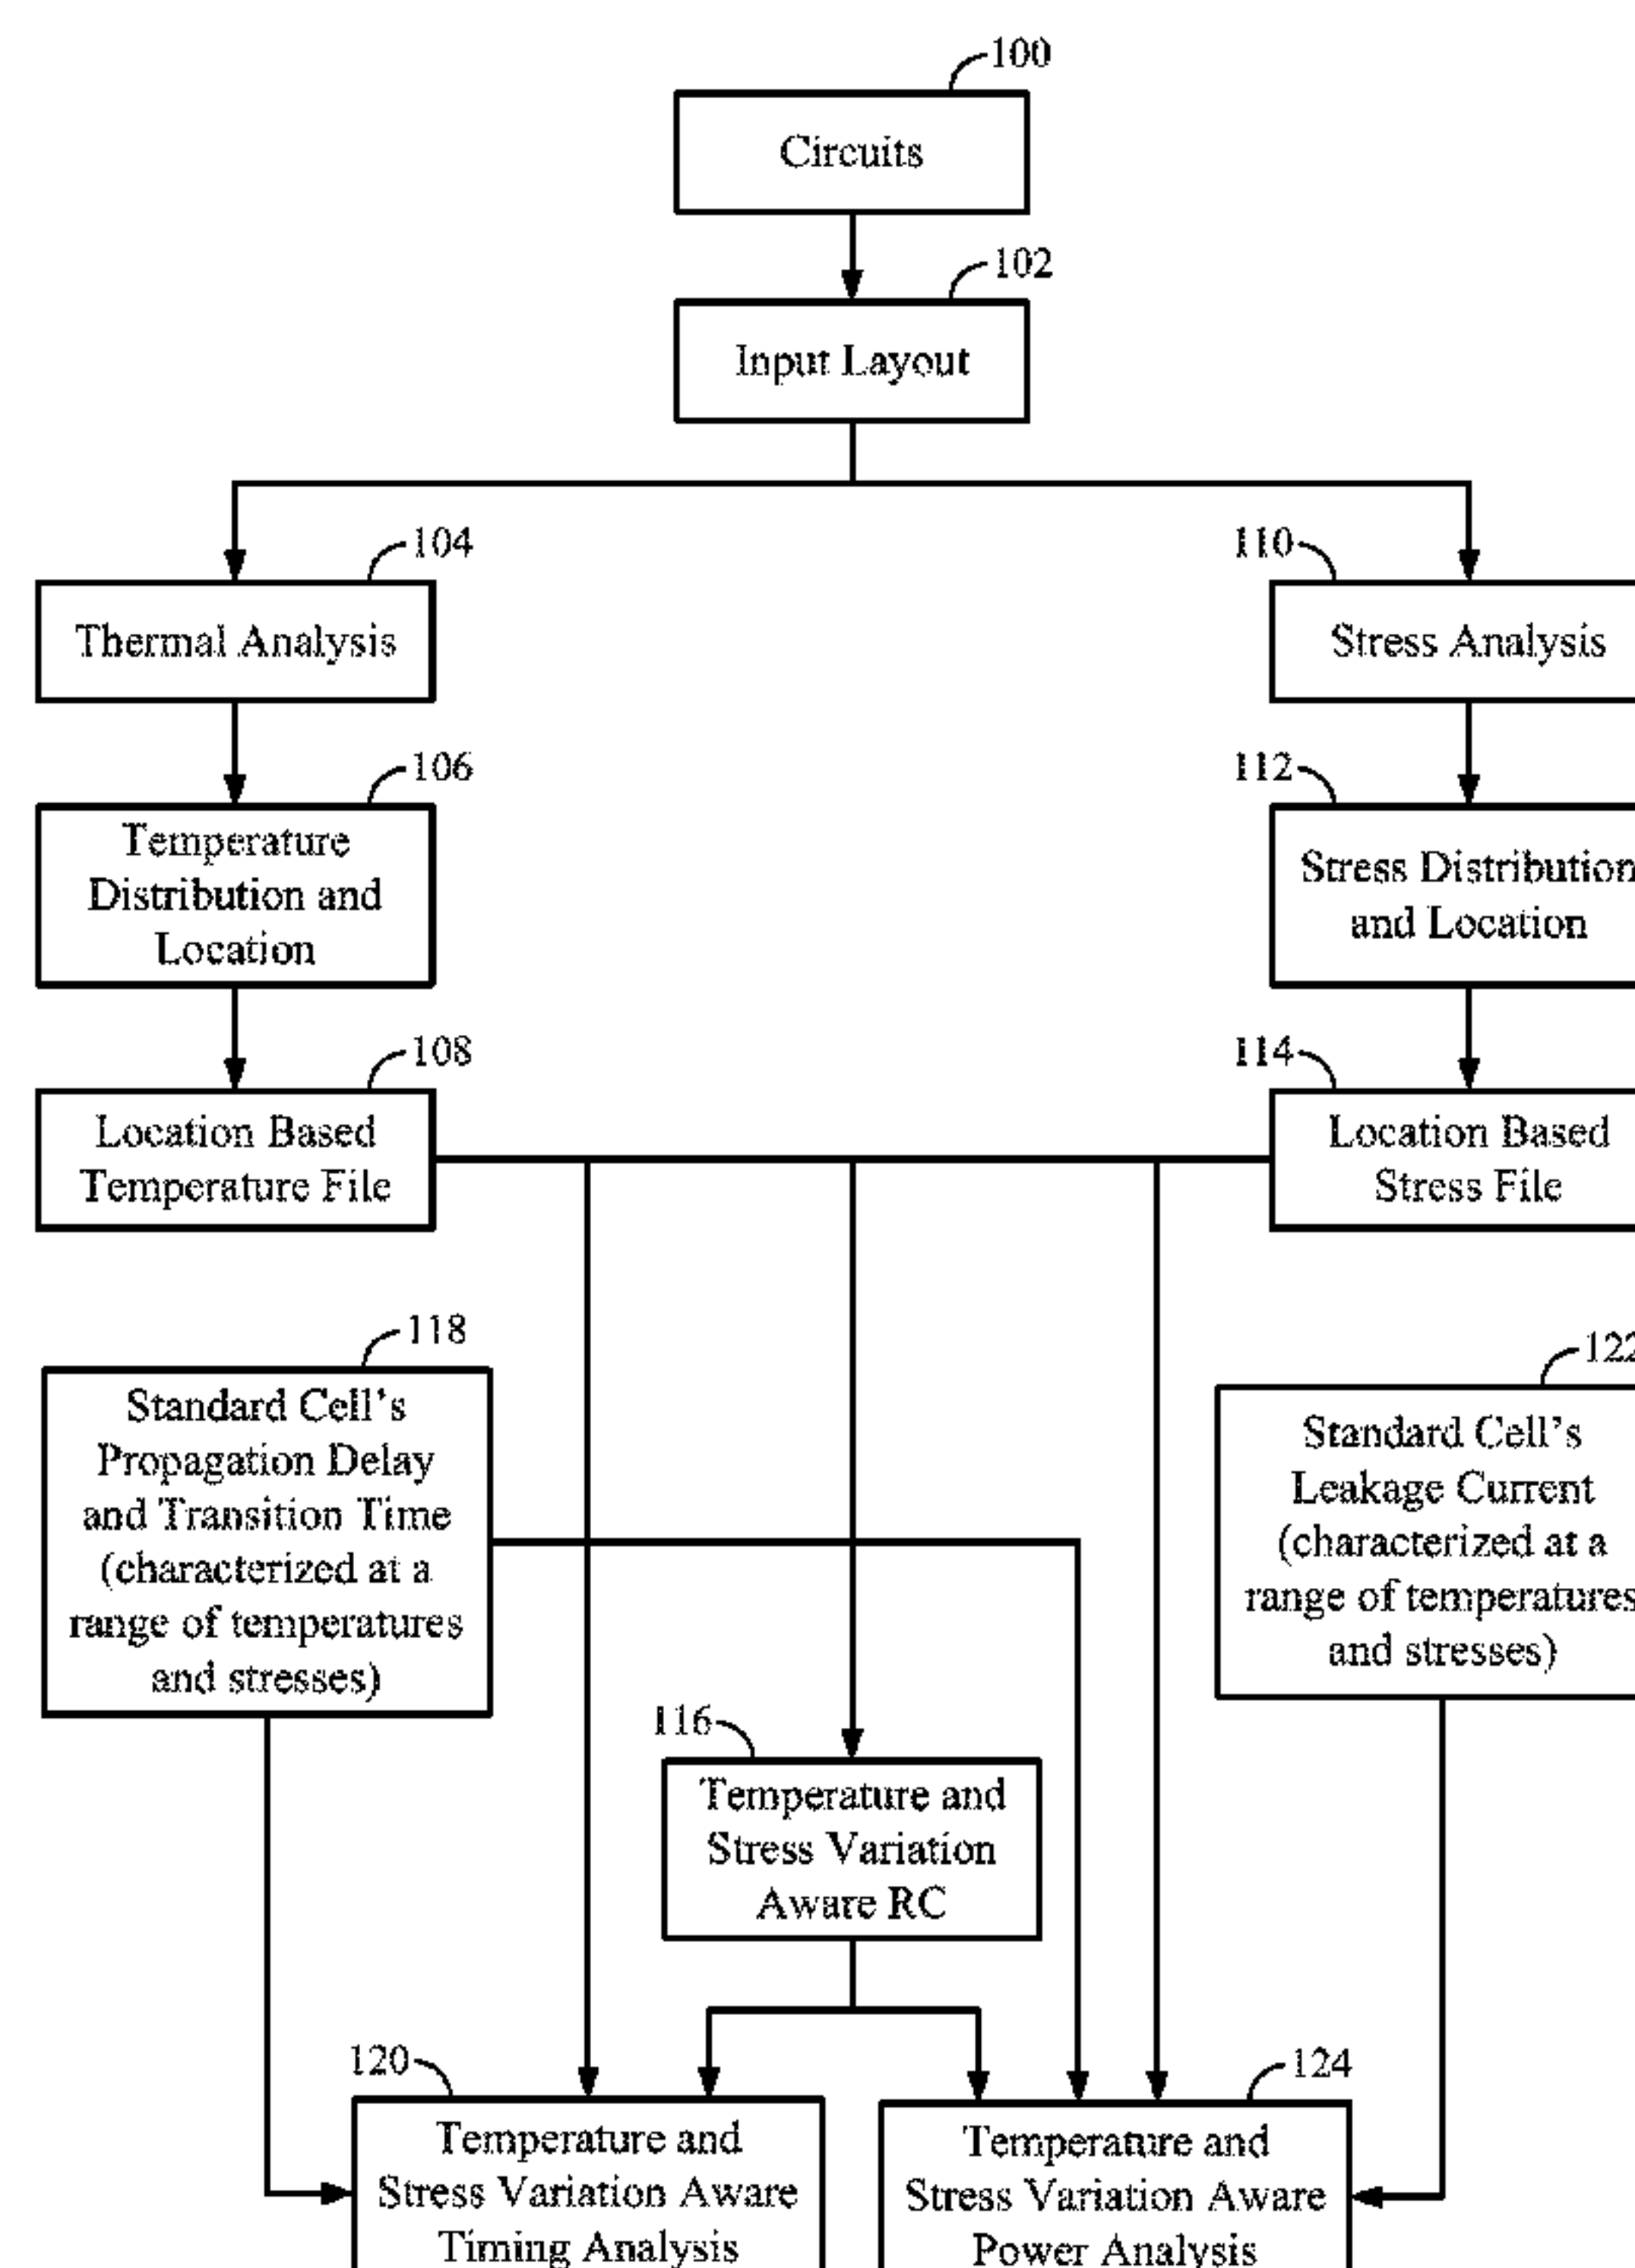 100
Circuits
102
Input Layout
104
Thermal Analysis
110
Stress Analysis
106
Temperature
Distribution and
Location
112
Stress Distribution
and Location
108
Location Based
Temperature File
114
Location Based
Stress File
118
Standard Cell's
Propagation Delay
and Transition Time
(characterized at a
range of temperatures
and stresses)
122
Standard Cell's
Leakage Current
(characterized at a
range of temperatures
and stresses)
116
Temperature and
Stress Variation
Aware RC
120
Temperature and
Stress Variation Aware
Timing Analysis
124
Temperature and
Stress Variation Aware
Power Analysis